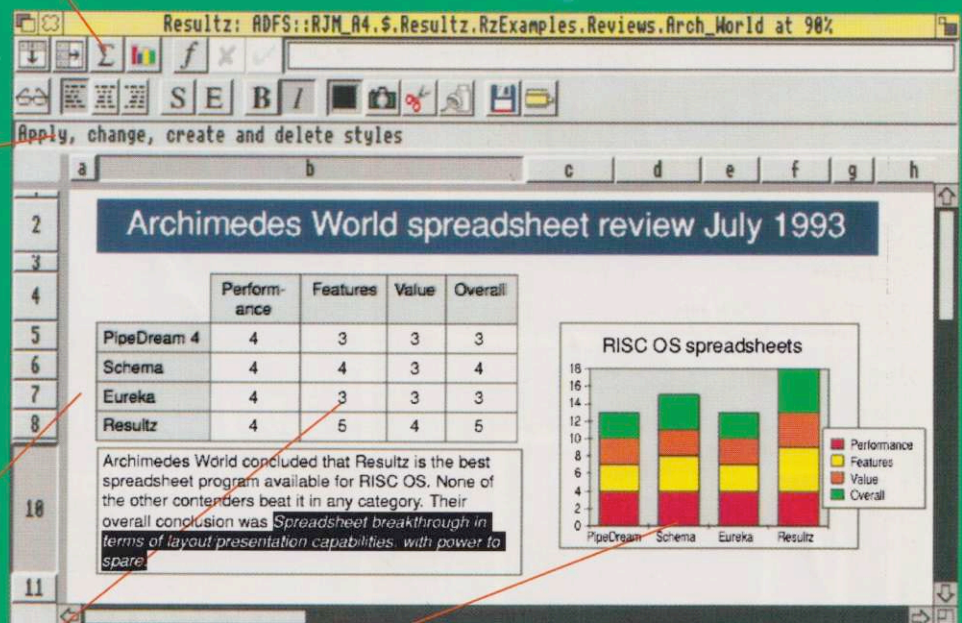 Resultz: ADFS::RJM_A4.$.Resultz.RzExamples.Reviews.Arch_World at 90%
Σ f
S E B I
Apply, change, create and delete styles
a b c d e f g h
2 Archimedes World spreadsheet review July 1993
3
4 Perform-ance Features Value Overall
5 PipeDream 4 4 3 3 3
6 Schema 4 4 3 4
7 Eureka 4 3 3 3
8 Resultz 4 5 4 5
10
Archimedes World concluded that Resultz is the best
spreadsheet program available for RISC OS. None of
the other contenders beat it in any category. Their
overall conclusion was Spreadsheet breakthrough in
terms of layout/presentation capabilities, with power to
spare.
11
RISC OS spreadsheets
18
16
14
12
10
8
6
4
2
0
PipeDream Schema Eureka Resultz
Performance
Features
Value
Overall